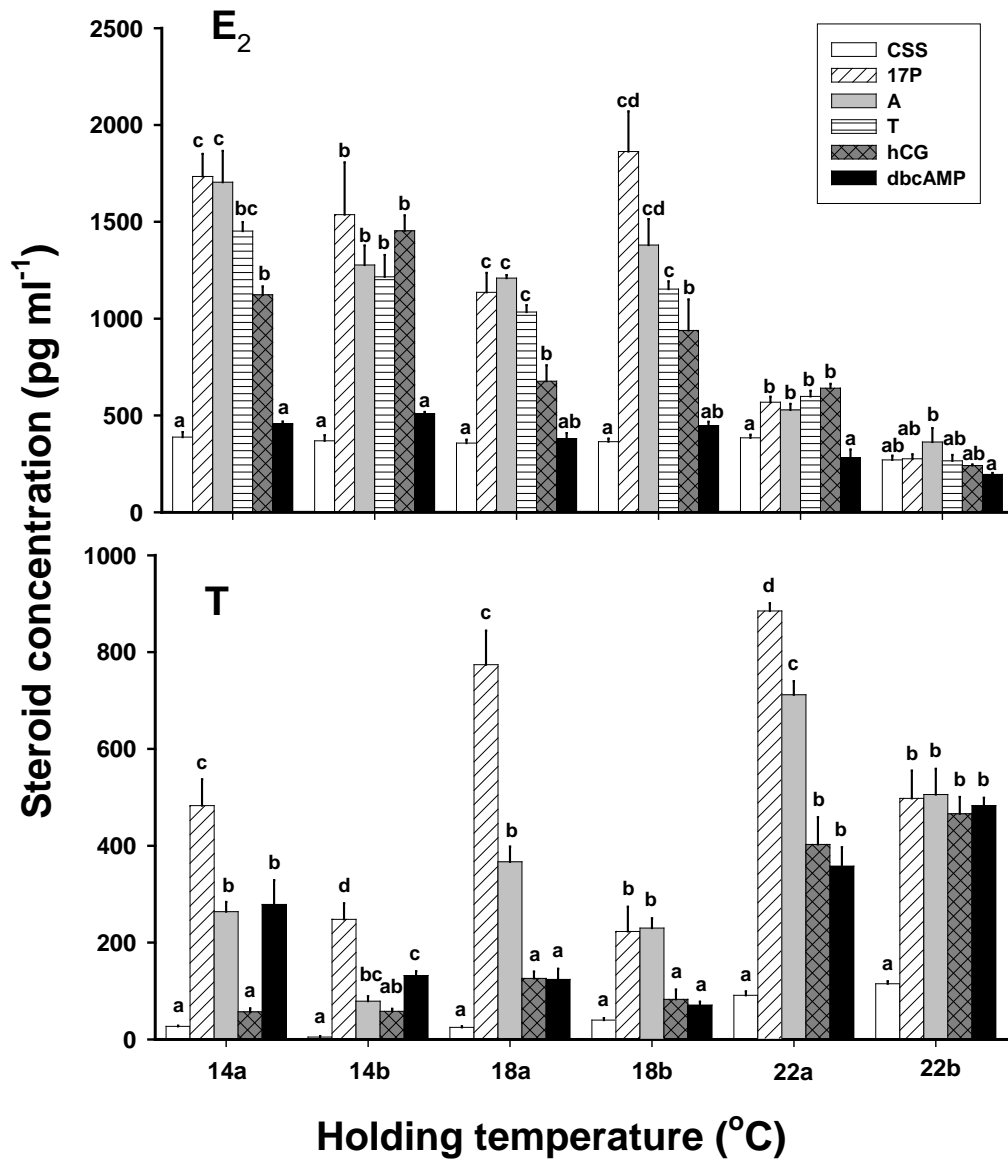 E2
2500
2000
1500
1000
500
0
CSS
17P
A
T
hCG
dbcAMP
a c c bc b a
a b b b b a
a c c c b ab
a cd cd c b ab
a b b b b a
ab ab b ab ab a
T
1000
800
600
400
200
0
a c b a b
a d bc ab c
a c b a a
a b b a a
a d c b b
a b b b b
14a 14b 18a 18b 22a 22b
Steroid concentration (pg ml-1)
Holding temperature (oC)